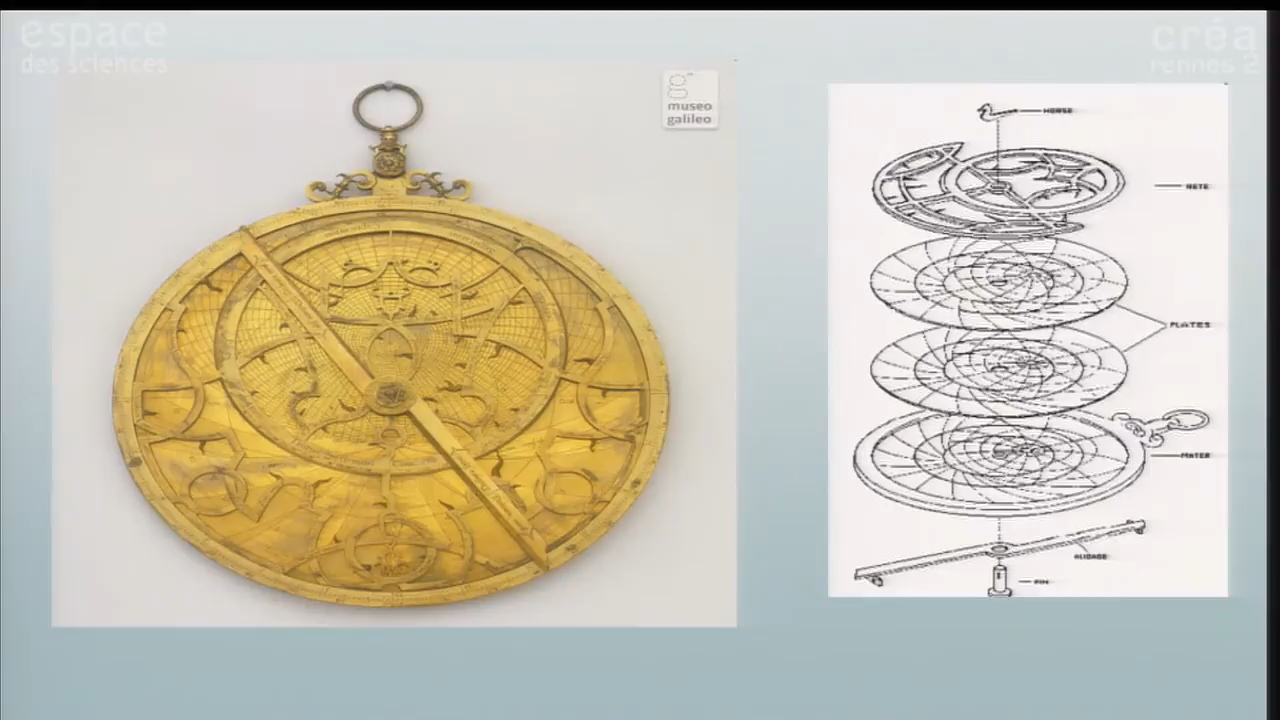 espace
des sciences
créa
rennes 2
museo
galileo
HORSE
RETE
PLATES
MATER
ALIDADE
PIN